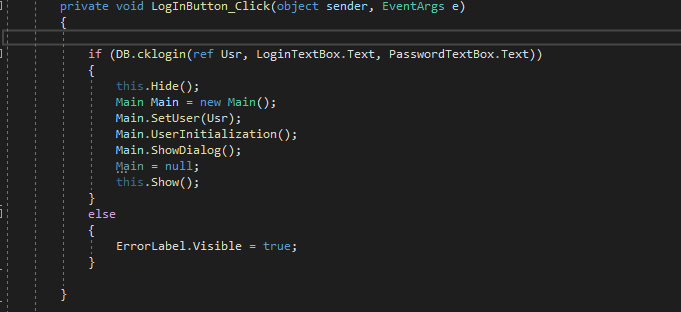 private void LogInButton_Click(object sender, EventArgs e)
{
if (DB.cklogin(ref Usr, LoginTextBox.Text, PasswordTextBox.Text))
{
this.Hide();
Main Main = new Main();
Main.SetUser(Usr);
Main.UserInitialization();
Main.ShowDialog();
Main = null;
this.Show();
}
else
{
ErrorLabel.Visible = true;
}
}